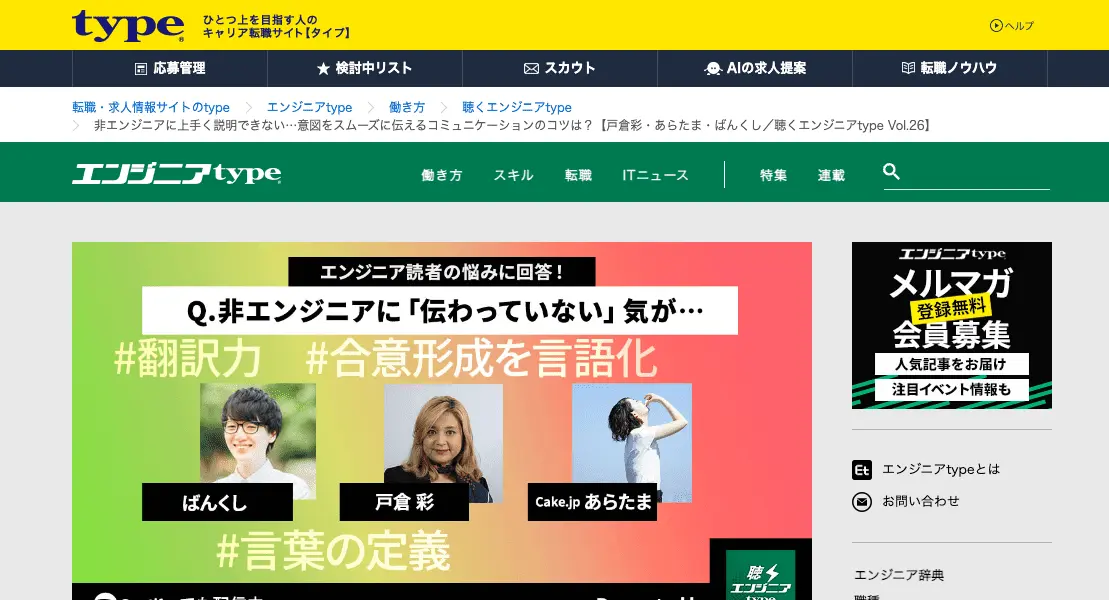 type
ひとつ上を目指す人の
キャリア転職サイト【タイプ】
ヘルプ
応募管理
検討中リスト
スカウト
AIの求人提案
転職ノウハウ
転職・求人情報サイトのtype
エンジニアtype
働き方
聴くエンジニアtype
非エンジニアに上手く説明できない…意図をスムーズに伝えるコミュニケーションのコツは？【戸倉彩・あらたま・ばんくし／聴くエンジニアtype Vol.26】
エンジニアtype
働き方
スキル
転職
ITニュース
特集
連載
エンジニア読者の悩みに回答！
Q.非エンジニアに「伝わっていない」気が…
#翻訳力 #合意形成を言語化
ばんくし
戸倉 彩
Cake.jp あらたま
#言葉の定義
聴く
エンジニア
type
エンジニアtype
メルマガ
登録無料
会員募集
人気記事をお届け
注目イベント情報も
Et
エンジニアtypeとは
お問い合わせ
エンジニア辞典
職種